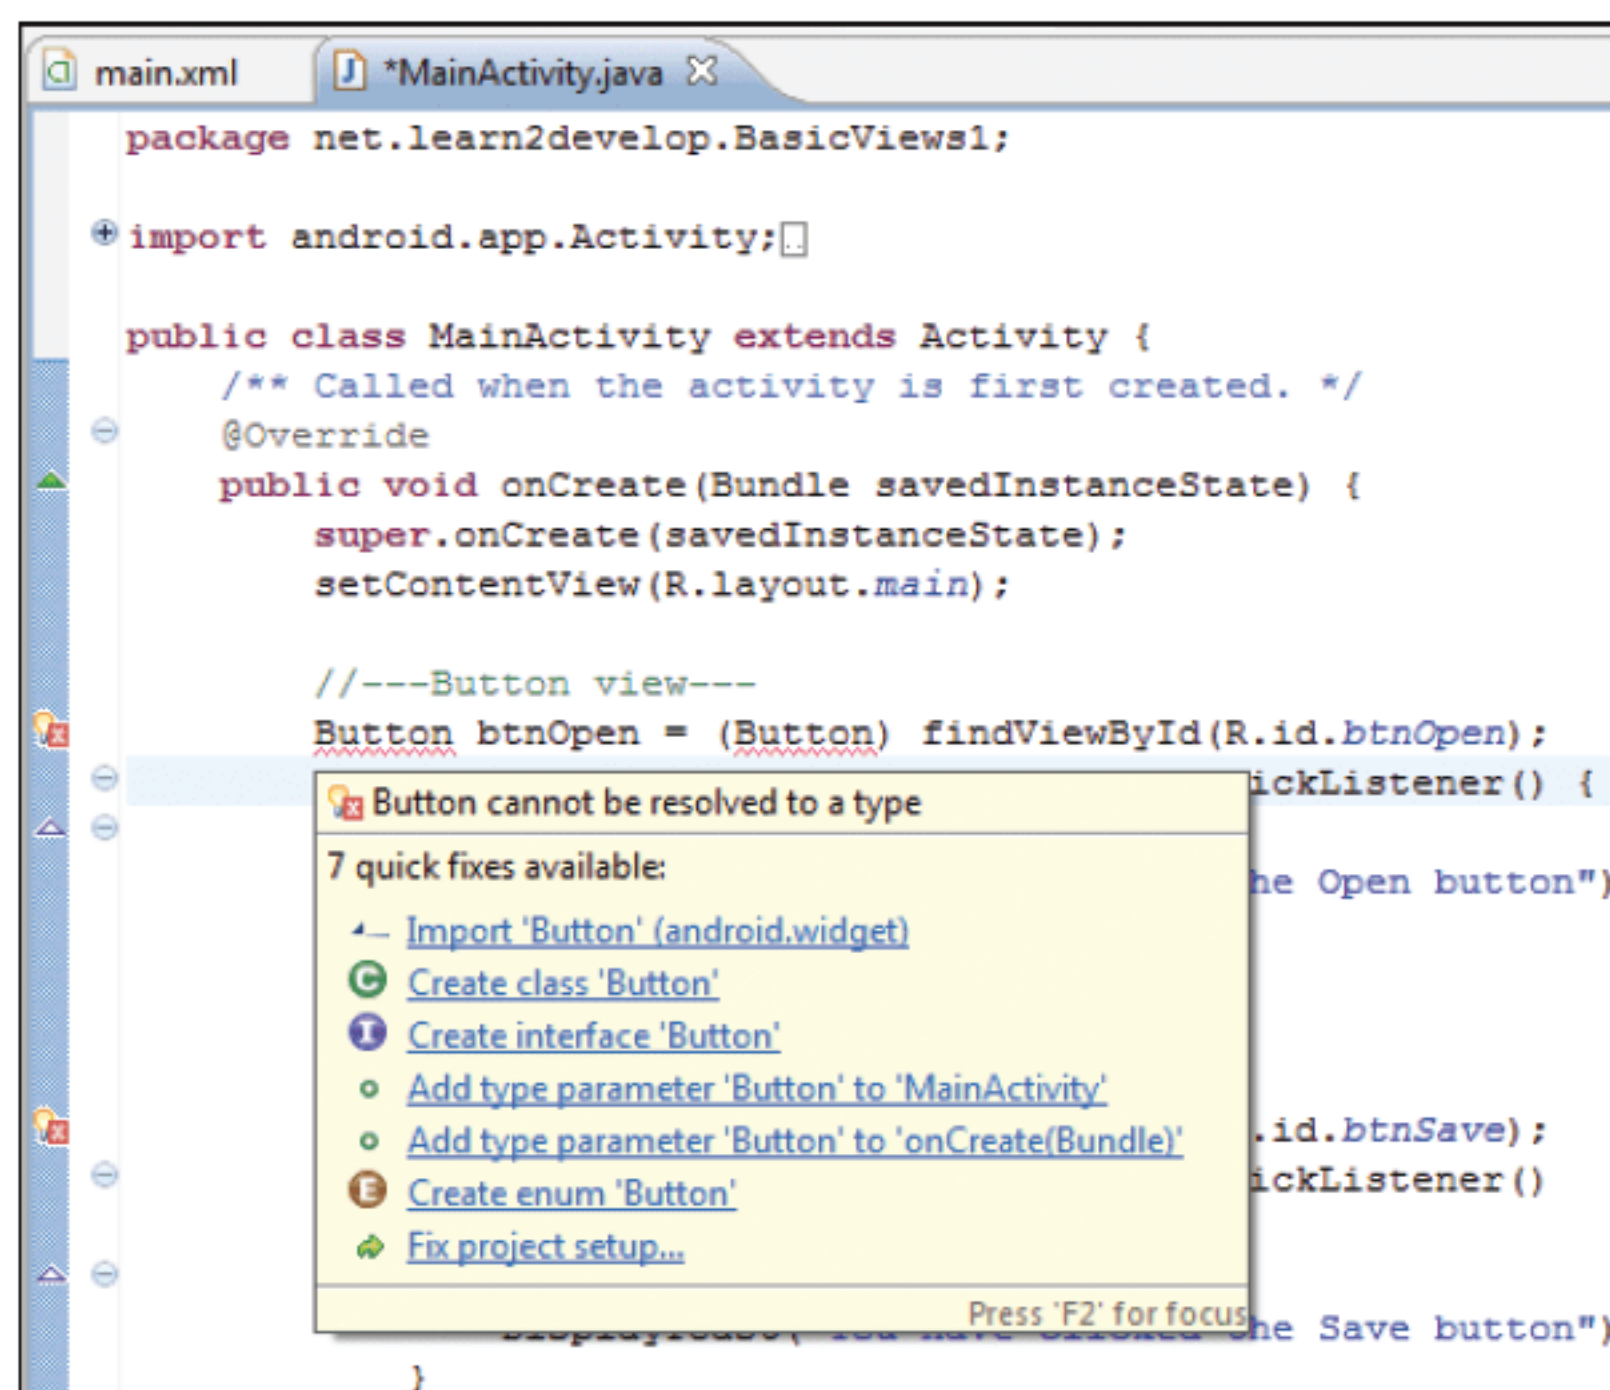 main.xml
*MainActivity.java
package net.learn2develop.BasicViews1;
import android.app.Activity;
public class MainActivity extends Activity {
/** Called when the activity is first created. */
@Override
public void onCreate(Bundle savedInstanceState) {
super.onCreate(savedInstanceState);
setContentView(R.layout.main);
//---Button view---
Button btnOpen = (Button) findViewById(R.id.btnOpen);
ickListener() {
Button cannot be resolved to a type
7 quick fixes available:
he Open button")
Import 'Button' (android.widget)
Create class 'Button'
Create interface 'Button'
Add type parameter 'Button' to 'MainActivity'
.id.btnSave);
Add type parameter 'Button' to 'onCreate(Bundle)'
ickListener()
Create enum 'Button'
Fix project setup...
Press 'F2' for focus
he Save button")
}